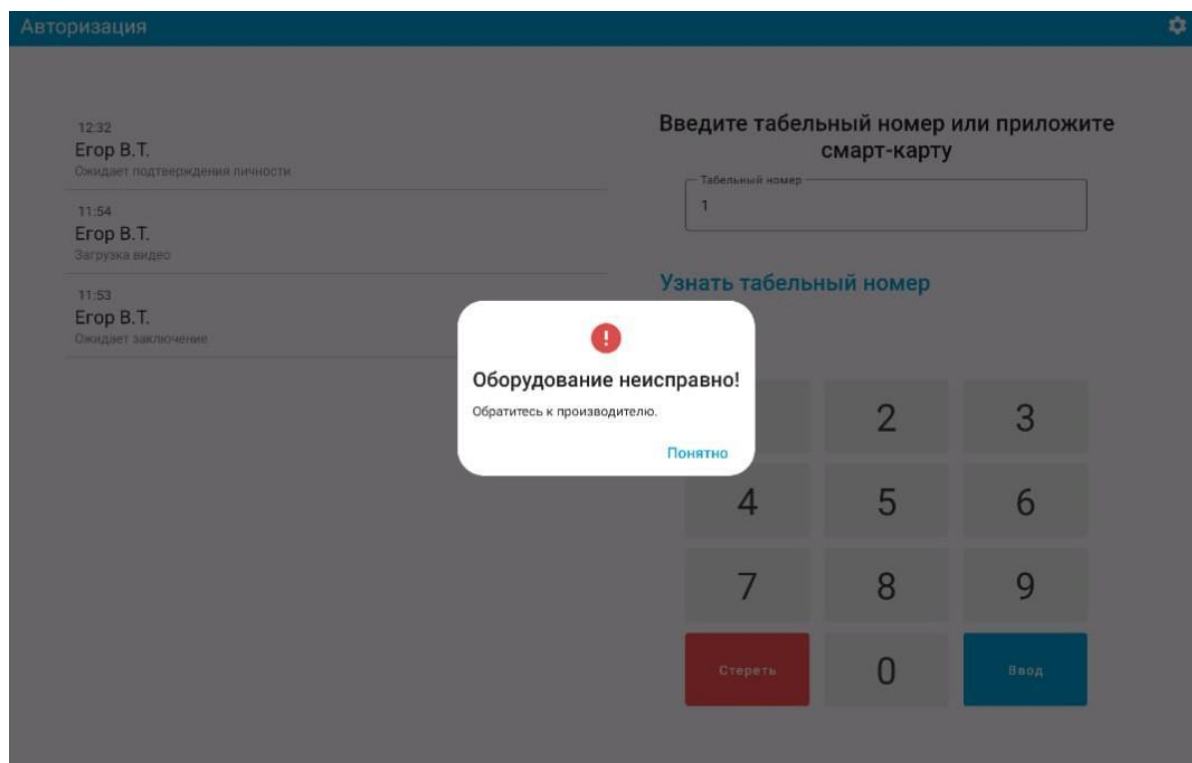 Авторизация
12:32
Егор В.Т.
Ожидает подтверждения личности
11:54
Егор В.Т.
Загрузка видео
11:53
Егор В.Т.
Ожидает заключение
Введите табельный номер или приложите
смарт-карту
Табельный номер
1
Узнать табельный номер
Оборудование неисправно!
Обратитесь к производителю.
Понятно
2
3
4
5
6
7
8
9
Стереть
0
Ввод